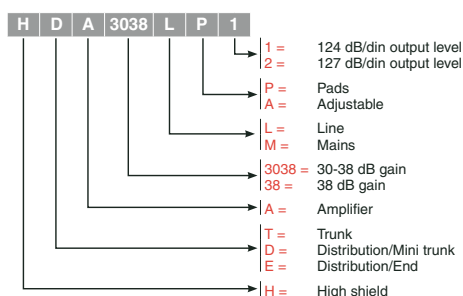 H D A 3038 L P 1
1 = 124 dB/din output level
2 = 127 dB/din output level
P = Pads
A = Adjustable
L = Line
M = Mains
3038 = 30-38 dB gain
38 = 38 dB gain
A = Amplifier
T = Trunk
D = Distribution/Mini trunk
E = Distribution/End
H = High shield